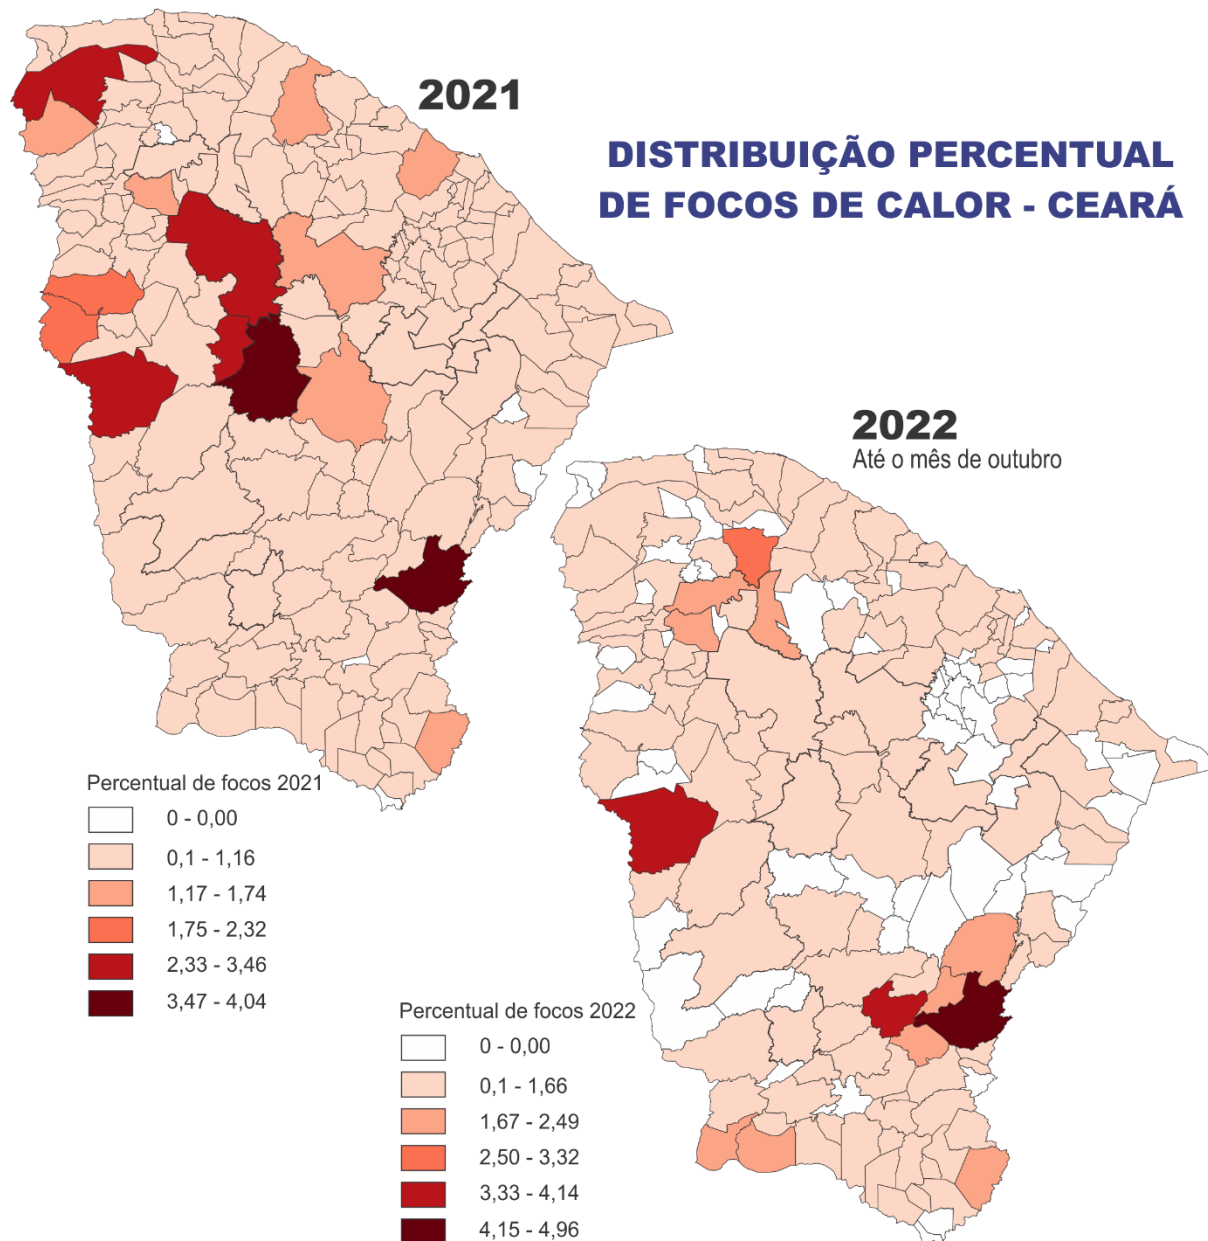 2021
DISTRIBUIÇÃO PERCENTUAL
DE FOCOS DE CALOR - CEARÁ
2022
Até o mês de outubro
Percentual de focos 2021
0 - 0,00
0,1 - 1,16
1,17 - 1,74
1,75 - 2,32
2,33 - 3,46
3,47 - 4,04
Percentual de focos 2022
0 - 0,00
0,1 - 1,66
1,67 - 2,49
2,50 - 3,32
3,33 - 4,14
4,15 - 4,96